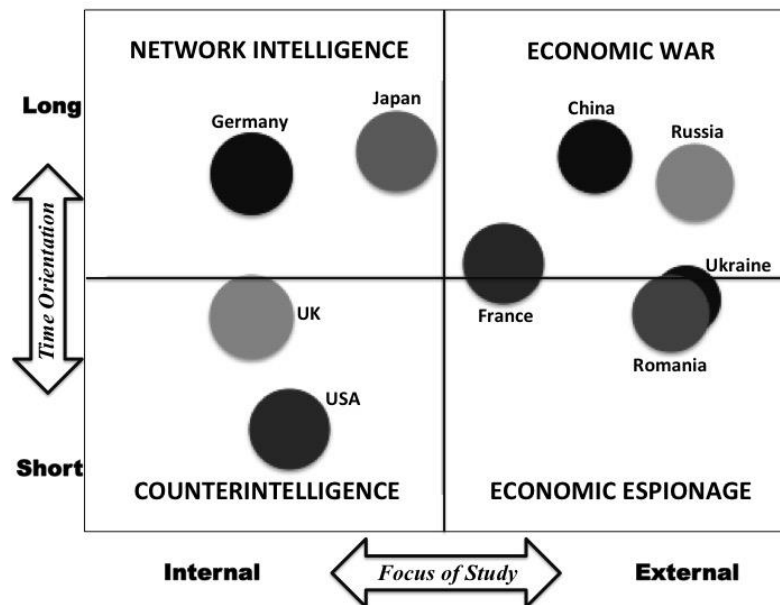 NETWORK INTELLIGENCE
ECONOMIC WAR
Long
Japan
China
Germany
Russia
Time Orientation
Ukraine
UK
France
Romania
USA
Short
COUNTERINTELLIGENCE
ECONOMIC ESPIONAGE
Internal
Focus of Study
External